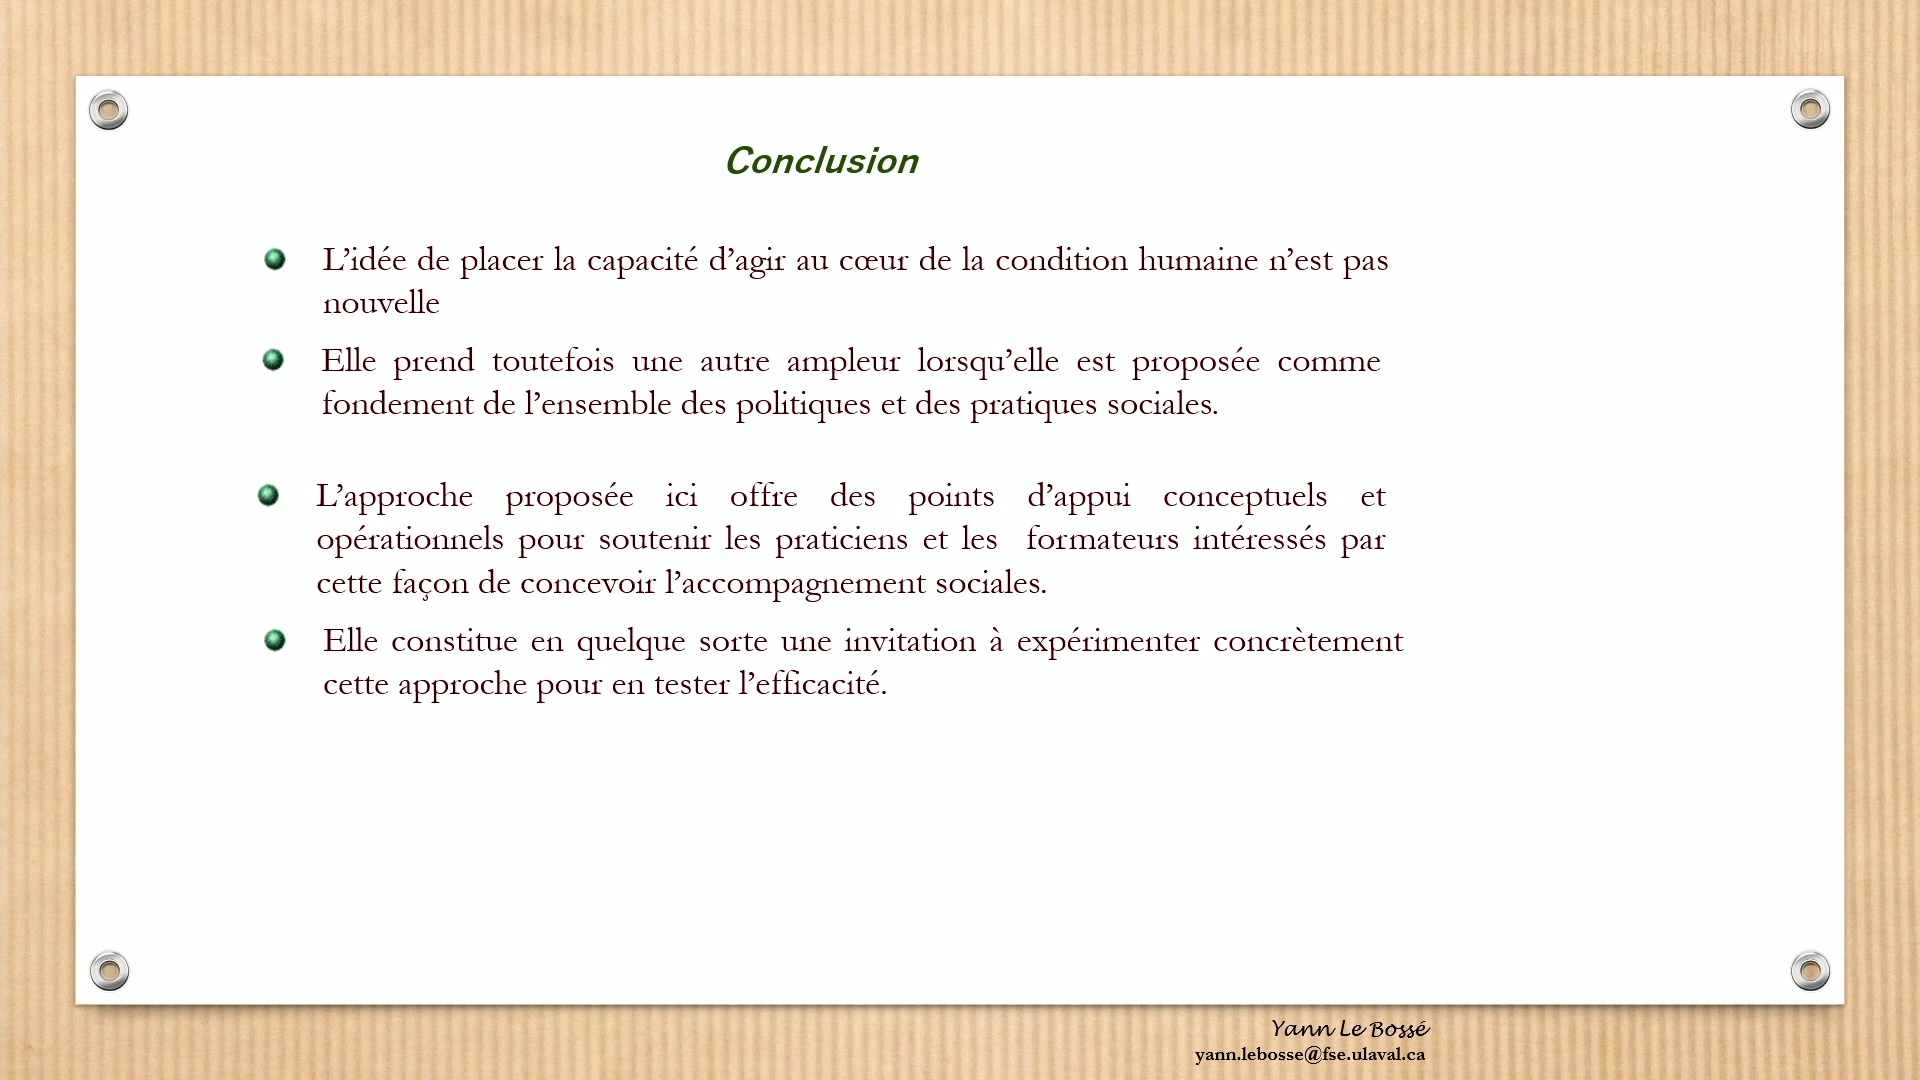 Conclusion
L’idée de placer la capacité d’agir au cœur de la condition humaine n’est pas
nouvelle
Elle prend toutefois une autre ampleur lorsqu’elle est proposée comme
fondement de l’ensemble des politiques et des pratiques sociales.
L’approche proposée ici offre des points d’appui conceptuels et
opérationnels pour soutenir les praticiens et les formateurs intéressés par
cette façon de concevoir l’accompagnement sociales.
Elle constitue en quelque sorte une invitation à expérimenter concrètement
cette approche pour en tester l’efficacité.
Yann Le Bossé
yann.lebosse@fse.ulaval.ca